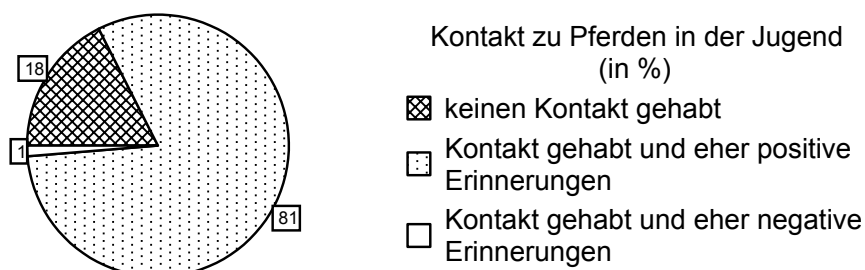 18
1
81
Kontakt zu Pferden in der Jugend
(in %)
keinen Kontakt gehabt
Kontakt gehabt und eher positive
Erinnerungen
Kontakt gehabt und eher negative
Erinnerungen